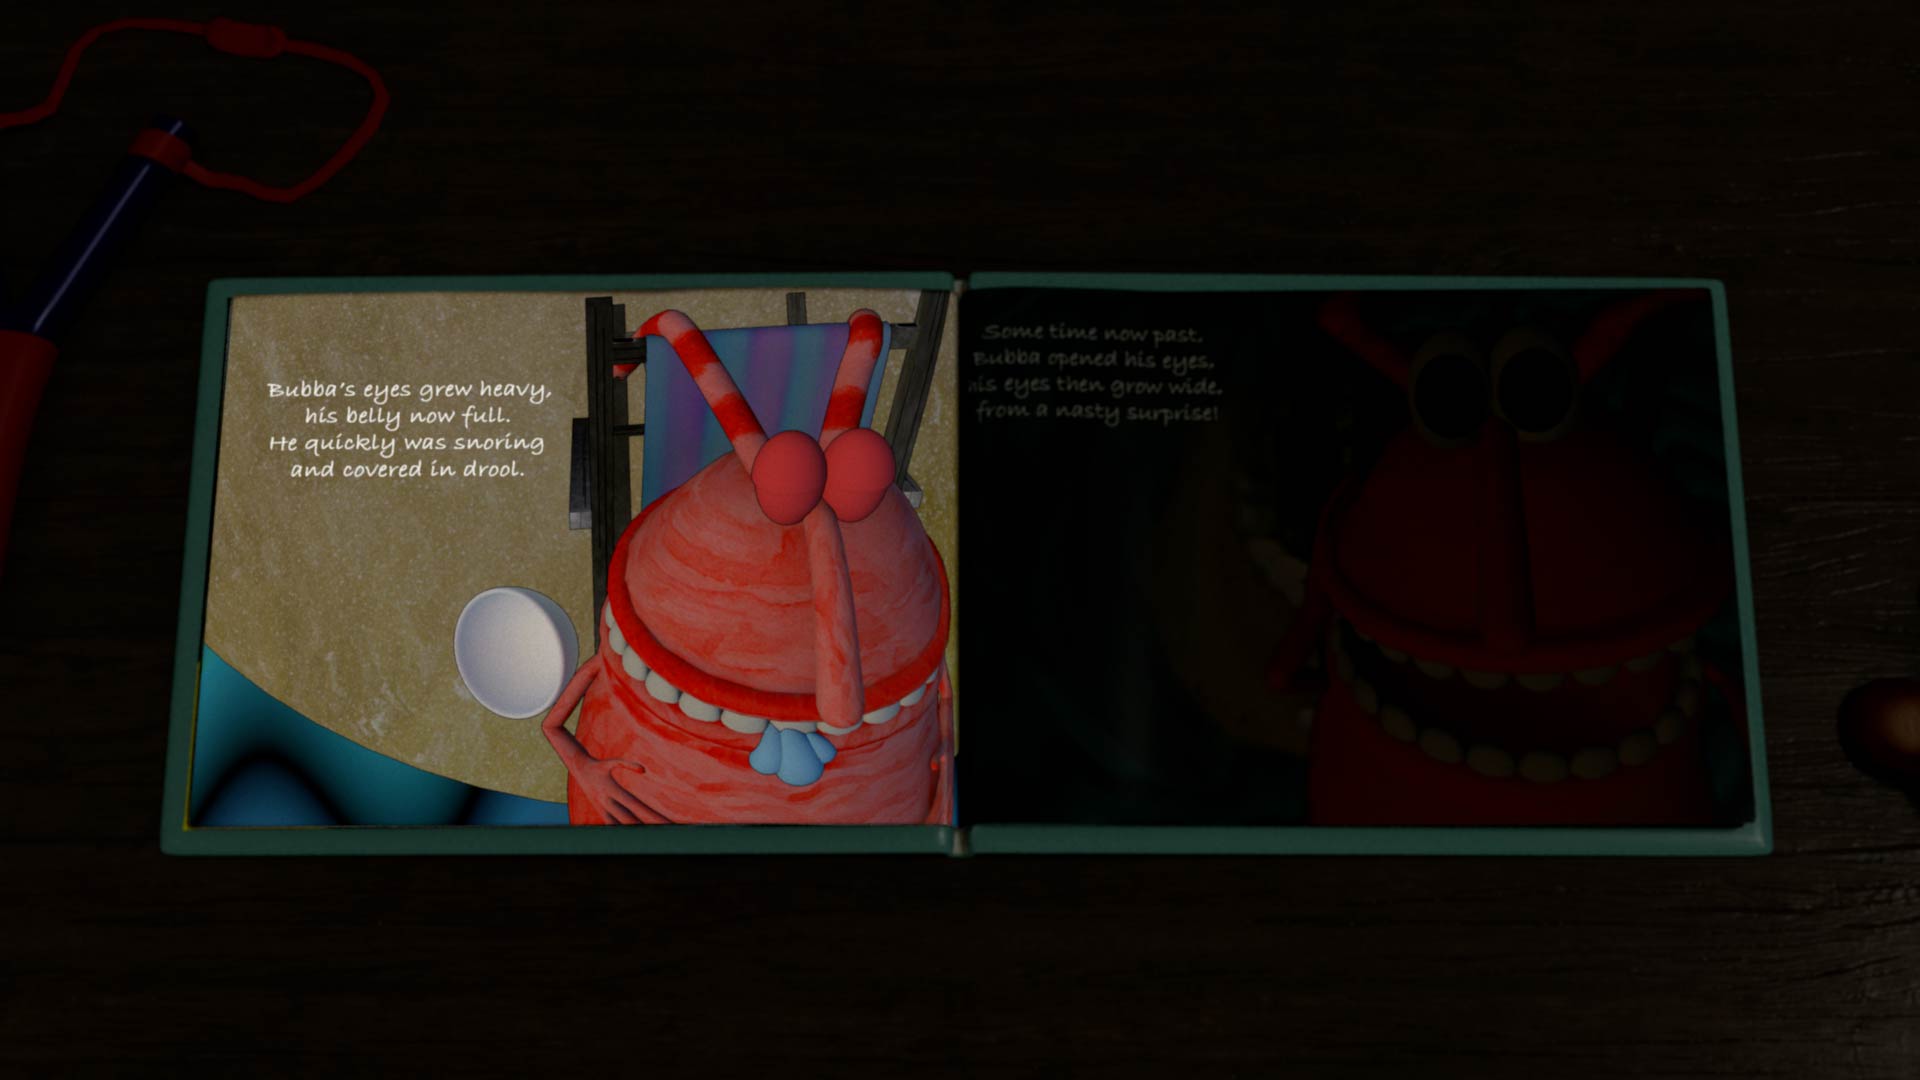 Bubba's eyes grew heavy,
his belly now full.
He quickly was snoring
and covered in drool.
Some time now past,
Bubba opened his eyes,
his eyes then grow wide,
from a nasty surprise!